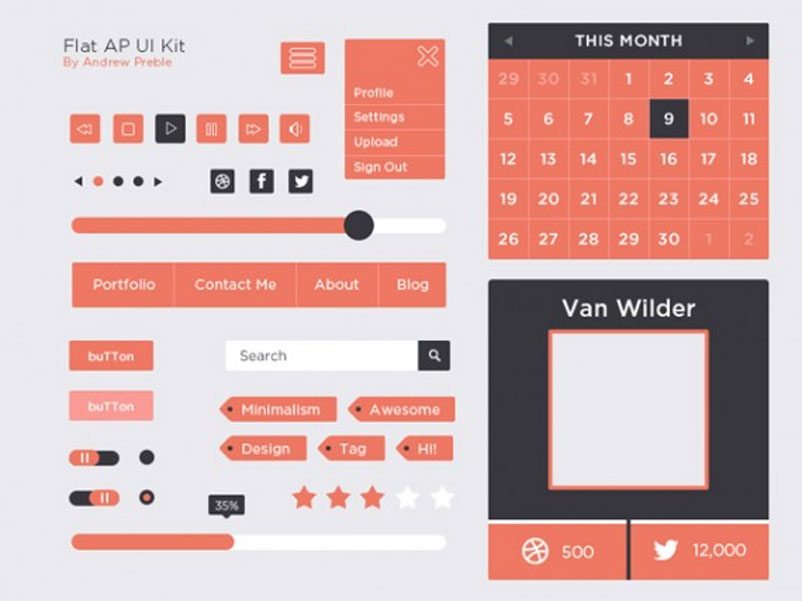 Flat AP UI Kit
By Andrew Preble
Profile
Settings
Upload
Sign Out
Portfolio Contact Me About Blog
buTTon
Search
buTTon
Minimalism Awesome
Design Tag Hi!
35%
THIS MONTH
29 30 31 1 2 3 4
5 6 7 8 9 10 11
12 13 14 15 16 17 18
19 20 21 22 23 24 25
26 27 28 29 30 1 2
Van Wilder
500 12,000